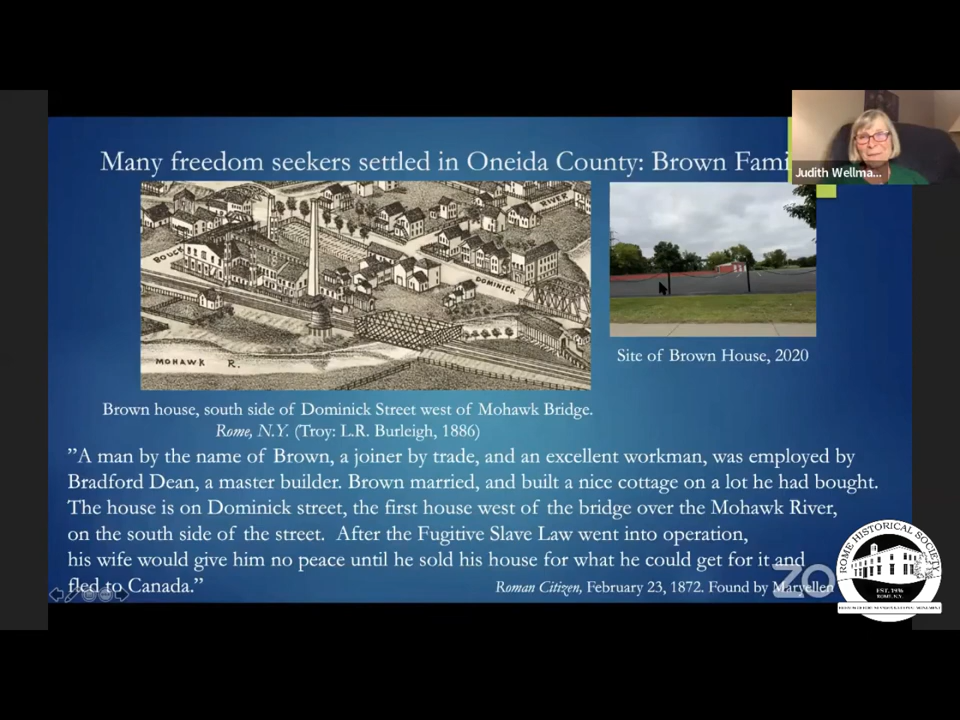 Judith Wellma...
Many freedom seekers settled in Oneida County: Brown Fami
BOUCK
RIVER
DOMINICK
MOHAWK R.
Site of Brown House, 2020
Brown house, south side of Dominick Street west of Mohawk Bridge.
Rome, N.Y. (Troy: L.R. Burleigh, 1886)
”A man by the name of Brown, a joiner by trade, and an excellent workman, was employed by
Bradford Dean, a master builder. Brown married, and built a nice cottage on a lot he had bought.
The house is on Dominick street, the first house west of the bridge over the Mohawk River,
on the south side of the street. After the Fugitive Slave Law went into operation,
his wife would give him no peace until he sold his house for what he could get for it and
fled to Canada.”
Roman Citizen, February 23, 1872. Found by Maryellen
zo
ROME HISTORICAL SOCIETY
EST. 1936
ROME, N.Y.